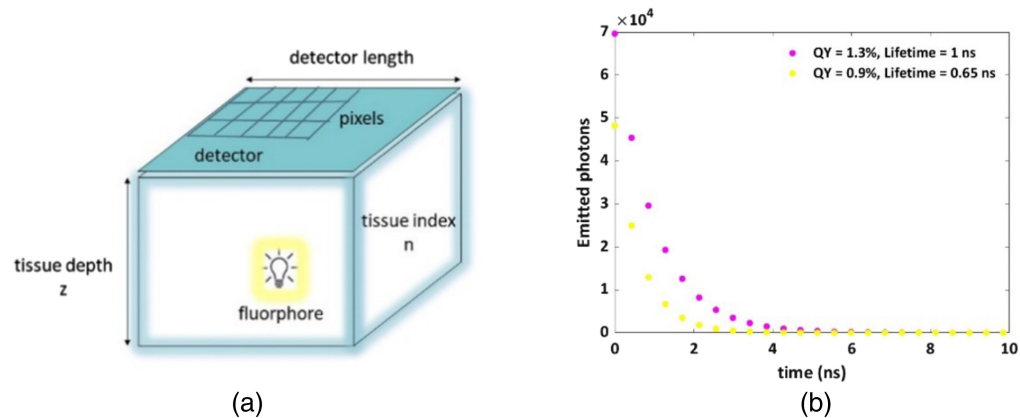 detector length
pixels
detector
tissue index
n
tissue depth
z
fluorphore
(a)
×10⁴
7
6
5
4
3
2
1
0
Emitted photons
QY = 1.3%, Lifetime = 1 ns
QY = 0.9%, Lifetime = 0.65 ns
0 2 4 6 8 10
time (ns)
(b)